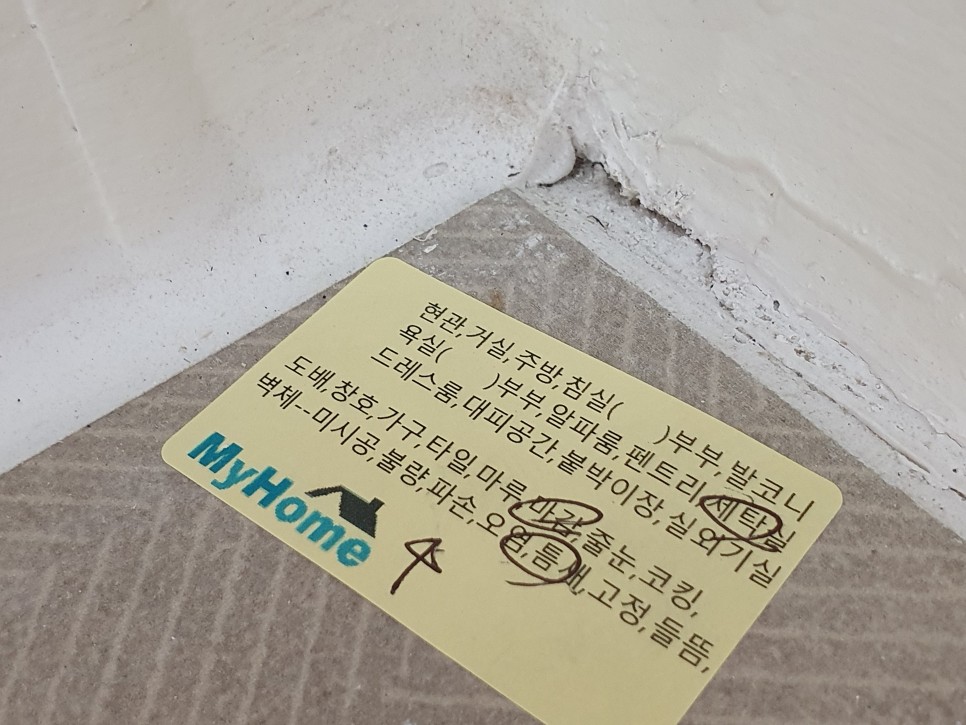 현관,거실,주방,침실(        )부부,발코니
욕실(      )부부,알파룸,펜트리,세탁실
드레스룸,대피공간,붙박이장,실외기실
도배,창호,가구,타일,마루,마감,줄눈,코킹,
벽체--미시공,불량,파손,오염,틈새,고정,들뜸,
MyHome